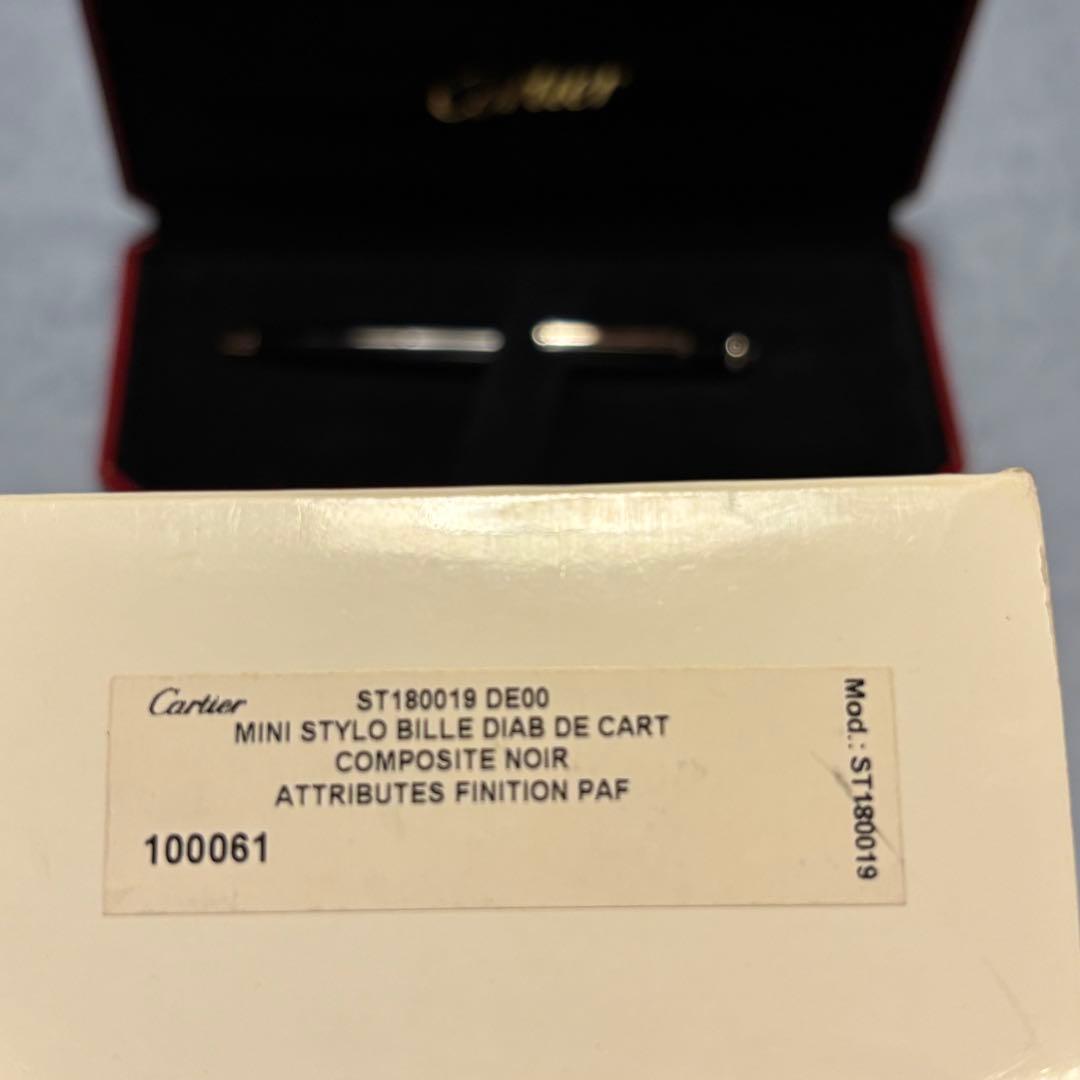 Cartier
Cartier ST180019 DE00
MINI STYLO BILLE DIAB DE CART
COMPOSITE NOIR
ATTRIBUTES FINITION PAF
100061
Mod.: ST180019